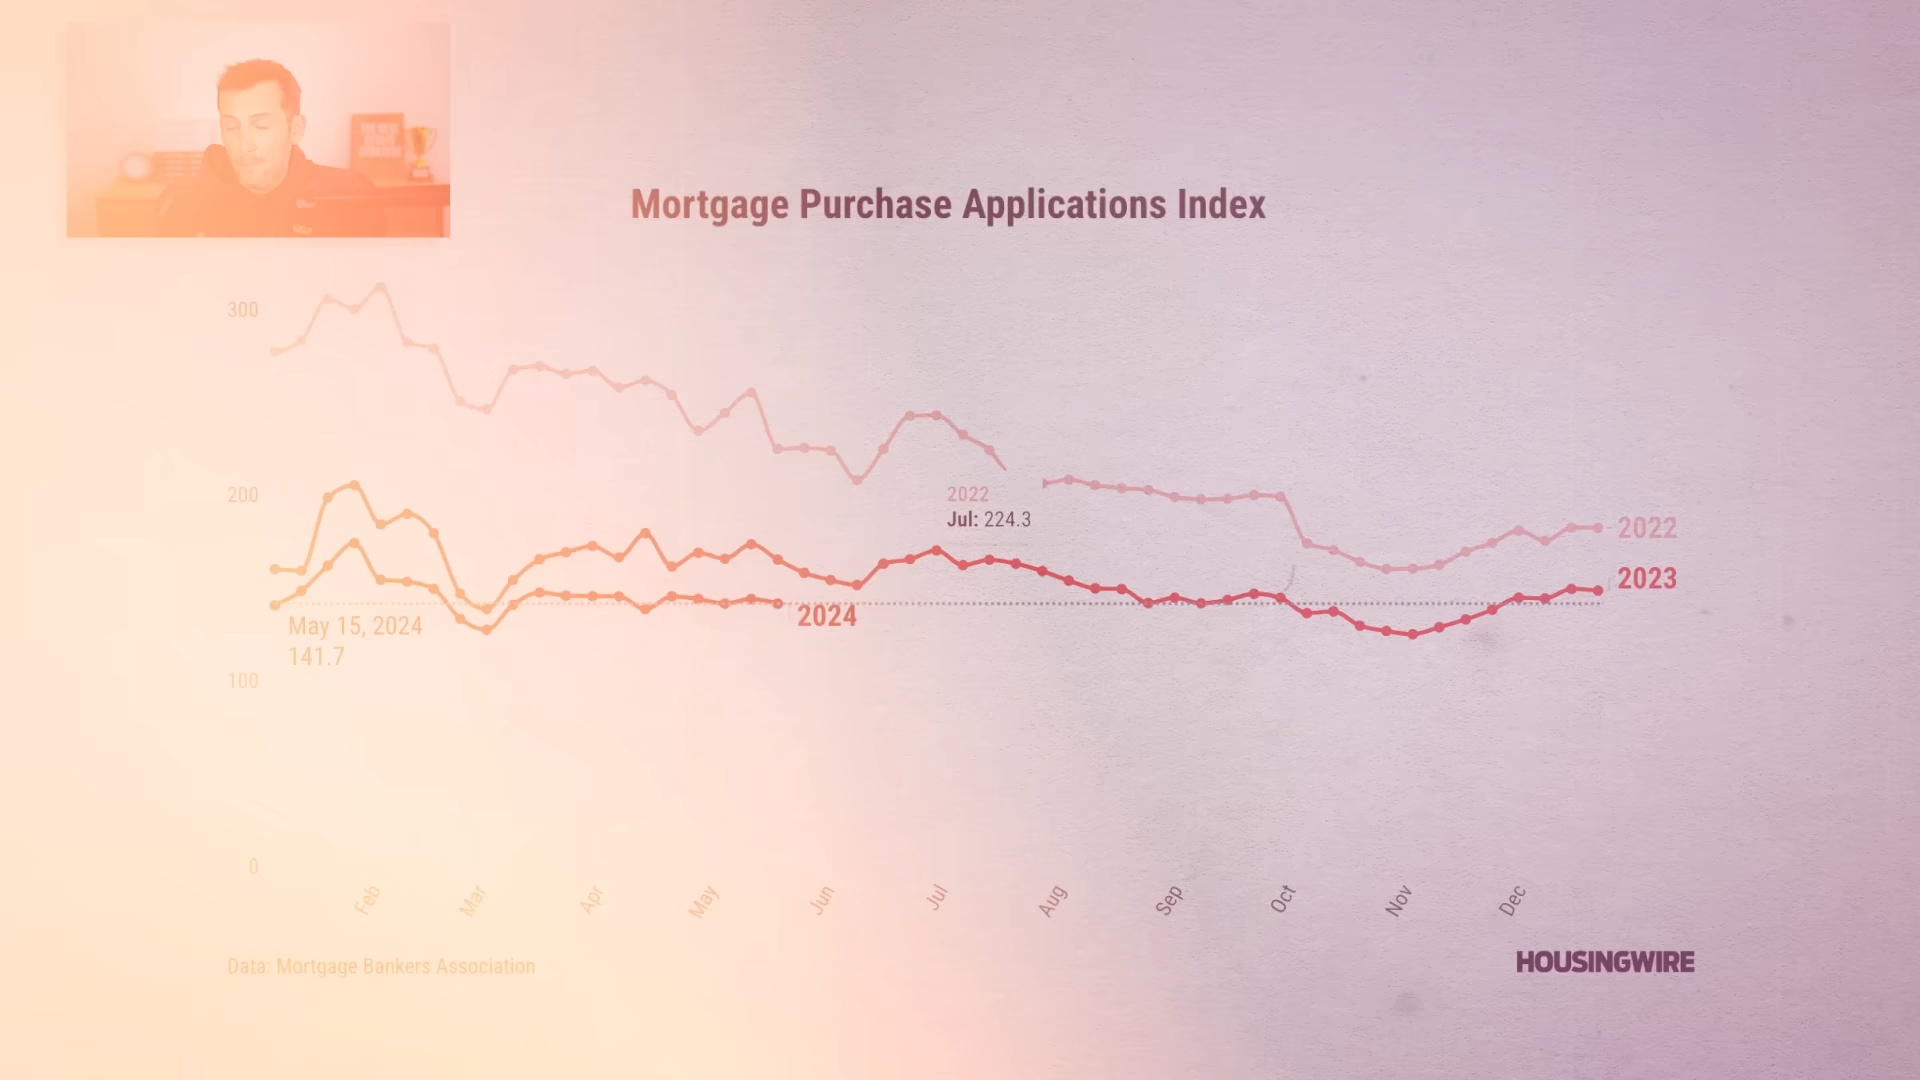 Mortgage Purchase Applications Index
300
200
100
0
2022
Jul: 224.3
2022
2023
2024
May 15, 2024
141.7
Feb
Mar
Apr
May
Jun
Jul
Aug
Sep
Oct
Nov
Dec
Data: Mortgage Bankers Association
HOUSINGWIRE